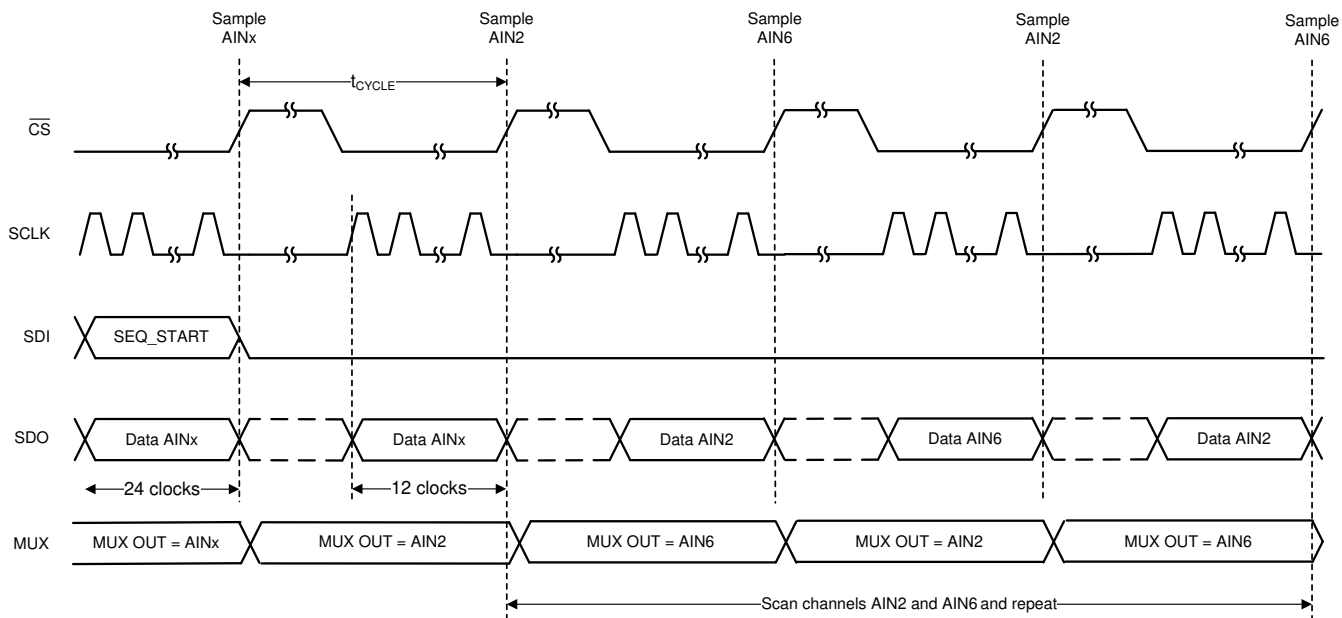 Sample
AINx
Sample
AIN2
Sample
AIN6
Sample
AIN2
Sample
AIN6
tCYCLE
CS
SCLK
SDI
SEQ_START
SDO
Data AINx
Data AINx
Data AIN2
Data AIN6
Data AIN2
24 clocks
12 clocks
MUX
MUX OUT = AINx
MUX OUT = AIN2
MUX OUT = AIN6
MUX OUT = AIN2
MUX OUT = AIN6
Scan channels AIN2 and AIN6 and repeat